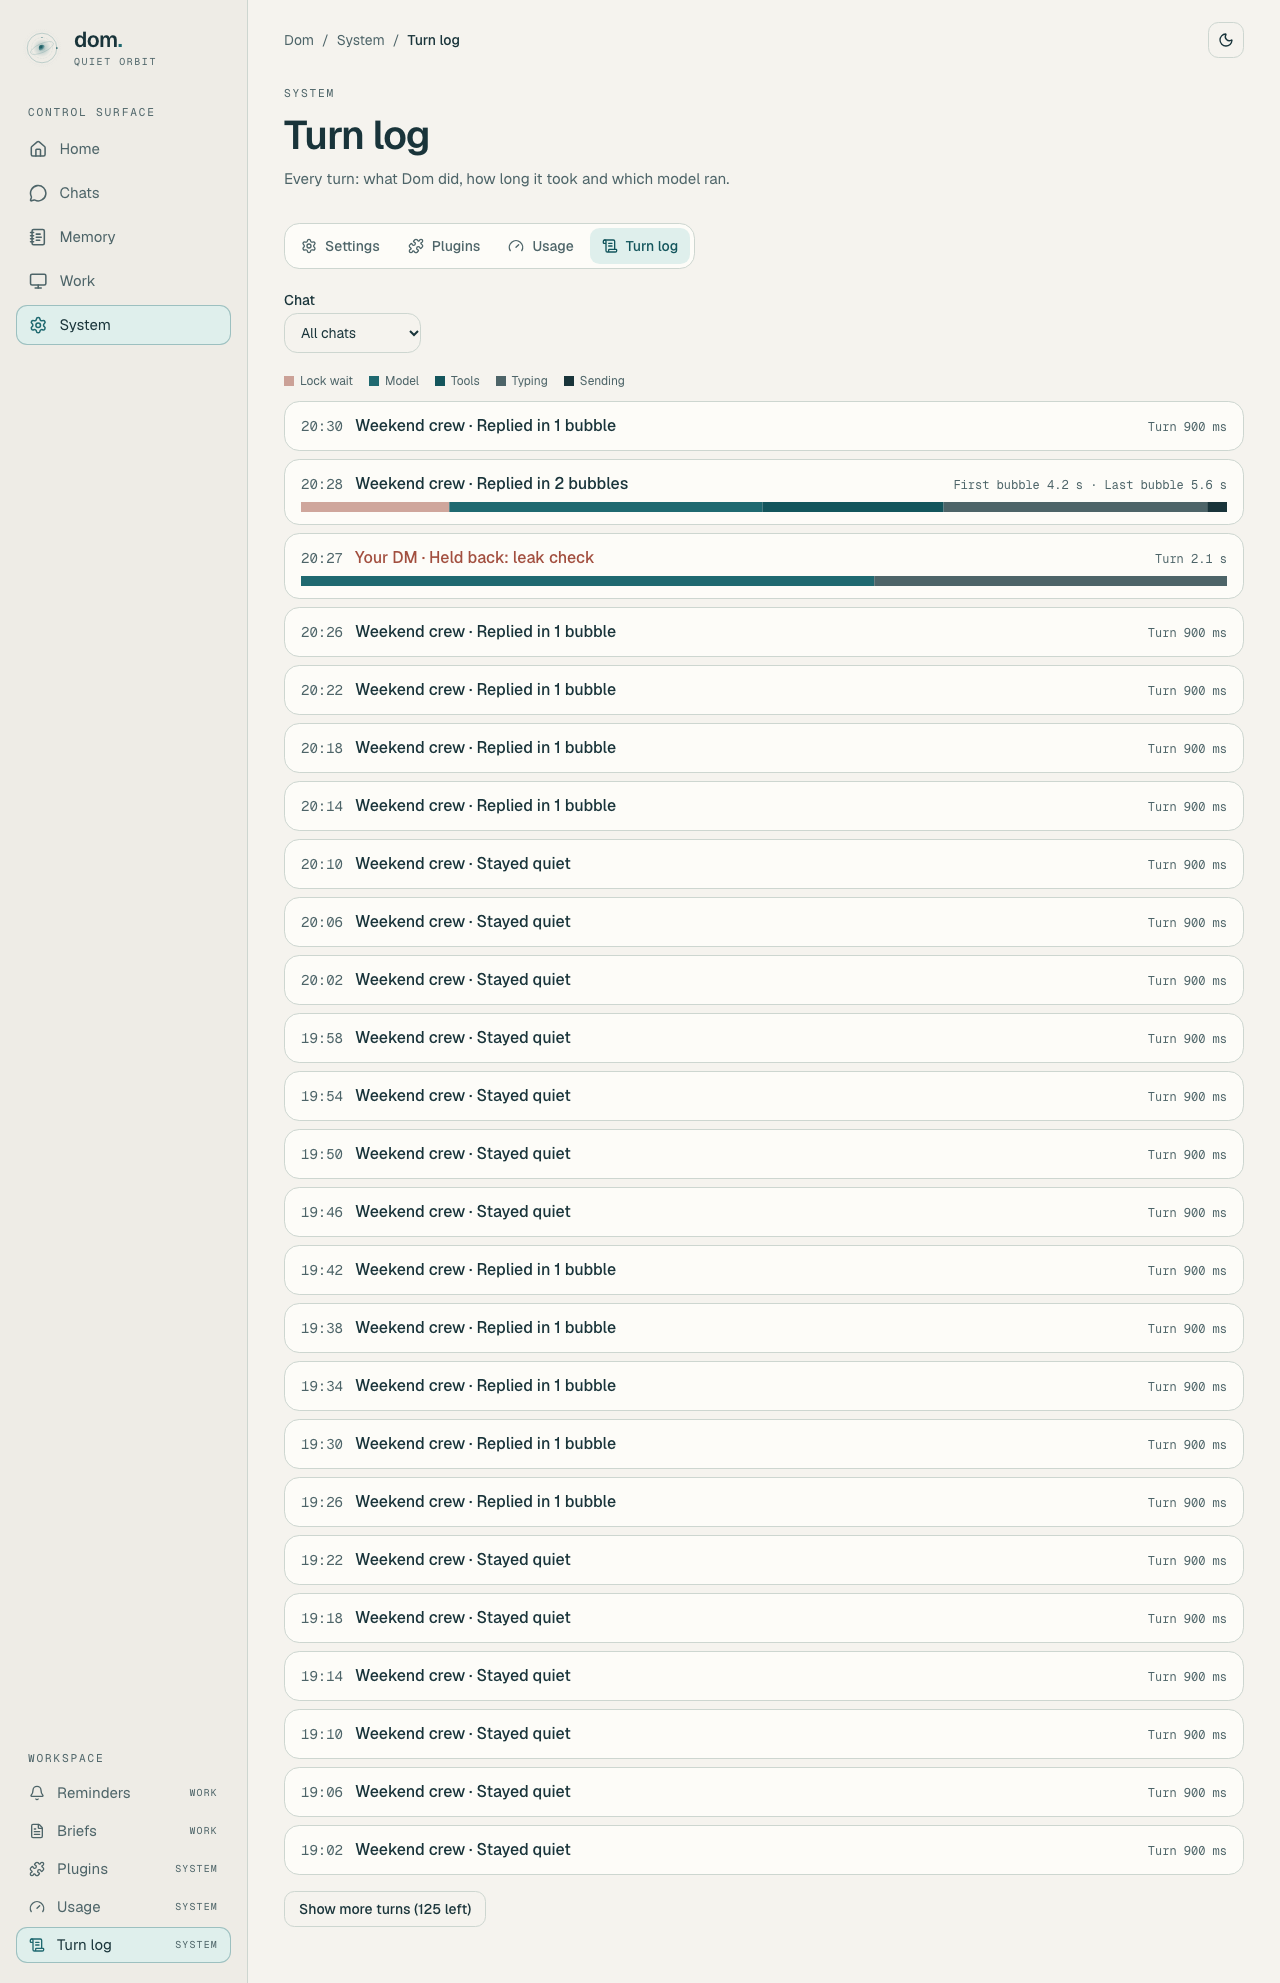 dom.
QUIET ORBIT
CONTROL SURFACE
Home
Chats
Memory
Work
System
Dom / System / Turn log
SYSTEM
Turn log
Every turn: what Dom did, how long it took and which model ran.
Settings Plugins Usage Turn log
Chat
All chats
Lock wait Model Tools Typing Sending
20:30 Weekend crew · Replied in 1 bubble Turn 900 ms
20:28 Weekend crew · Replied in 2 bubbles First bubble 4.2 s · Last bubble 5.6 s
20:27 Your DM · Held back: leak check Turn 2.1 s
20:26 Weekend crew · Replied in 1 bubble Turn 900 ms
20:22 Weekend crew · Replied in 1 bubble Turn 900 ms
20:18 Weekend crew · Replied in 1 bubble Turn 900 ms
20:14 Weekend crew · Replied in 1 bubble Turn 900 ms
20:10 Weekend crew · Stayed quiet Turn 900 ms
20:06 Weekend crew · Stayed quiet Turn 900 ms
20:02 Weekend crew · Stayed quiet Turn 900 ms
19:58 Weekend crew · Stayed quiet Turn 900 ms
19:54 Weekend crew · Stayed quiet Turn 900 ms
19:50 Weekend crew · Stayed quiet Turn 900 ms
19:46 Weekend crew · Stayed quiet Turn 900 ms
19:42 Weekend crew · Replied in 1 bubble Turn 900 ms
19:38 Weekend crew · Replied in 1 bubble Turn 900 ms
19:34 Weekend crew · Replied in 1 bubble Turn 900 ms
19:30 Weekend crew · Replied in 1 bubble Turn 900 ms
19:26 Weekend crew · Replied in 1 bubble Turn 900 ms
19:22 Weekend crew · Stayed quiet Turn 900 ms
19:18 Weekend crew · Stayed quiet Turn 900 ms
19:14 Weekend crew · Stayed quiet Turn 900 ms
19:10 Weekend crew · Stayed quiet Turn 900 ms
19:06 Weekend crew · Stayed quiet Turn 900 ms
19:02 Weekend crew · Stayed quiet Turn 900 ms
Show more turns (125 left)
WORKSPACE
Reminders WORK
Briefs WORK
Plugins SYSTEM
Usage SYSTEM
Turn log SYSTEM